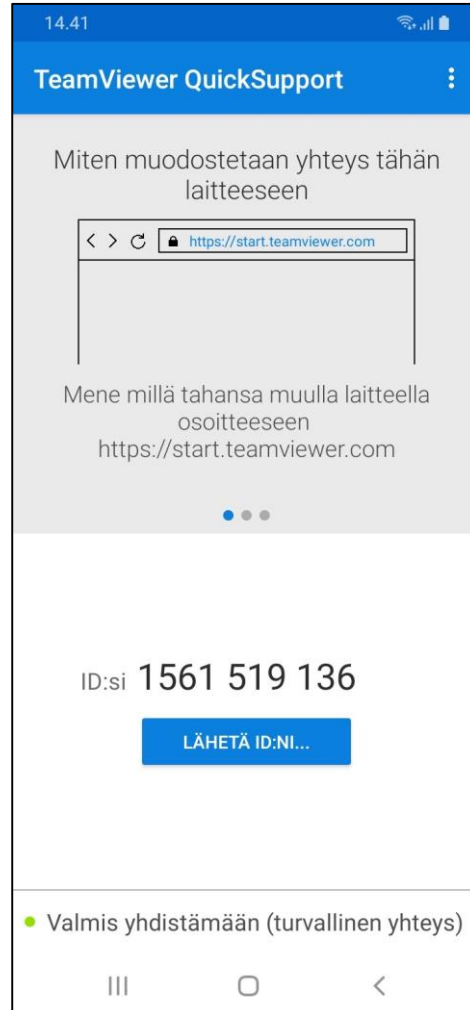 14.41
TeamViewer QuickSupport
Miten muodostetaan yhteys tähän
laitteeseen
https://start.teamviewer.com
Mene millä tahansa muulla laitteella
osoitteeseen
https://start.teamviewer.com
ID:si 1561 519 136
LÄHETÄ ID:NI...
Valmis yhdistämään (turvallinen yhteys)